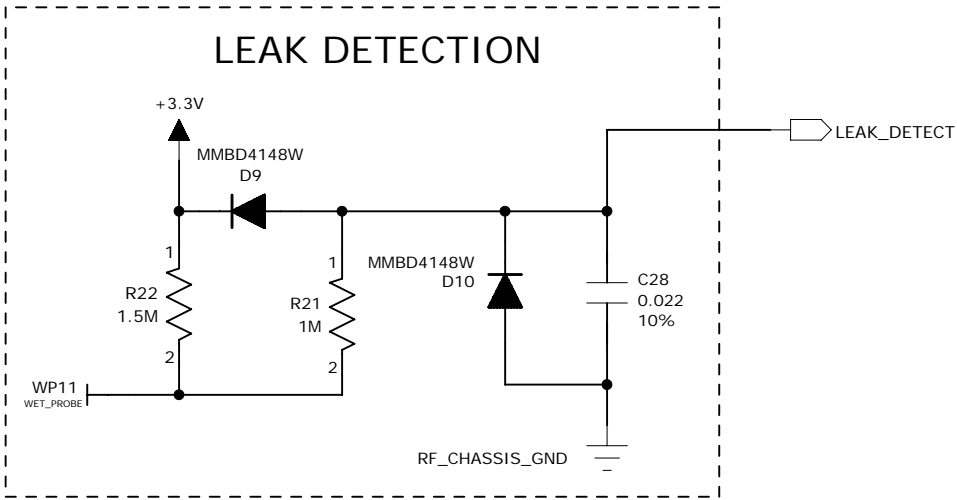 LEAK DETECTION
+3.3V
LEAK_DETECT
MMBD4148W
D9
1
R22
1.5M
2
1
R21
1M
2
MMBD4148W
D10
C28
0.022
10%
WP11
WET_PROBE
RF_CHASSIS_GND